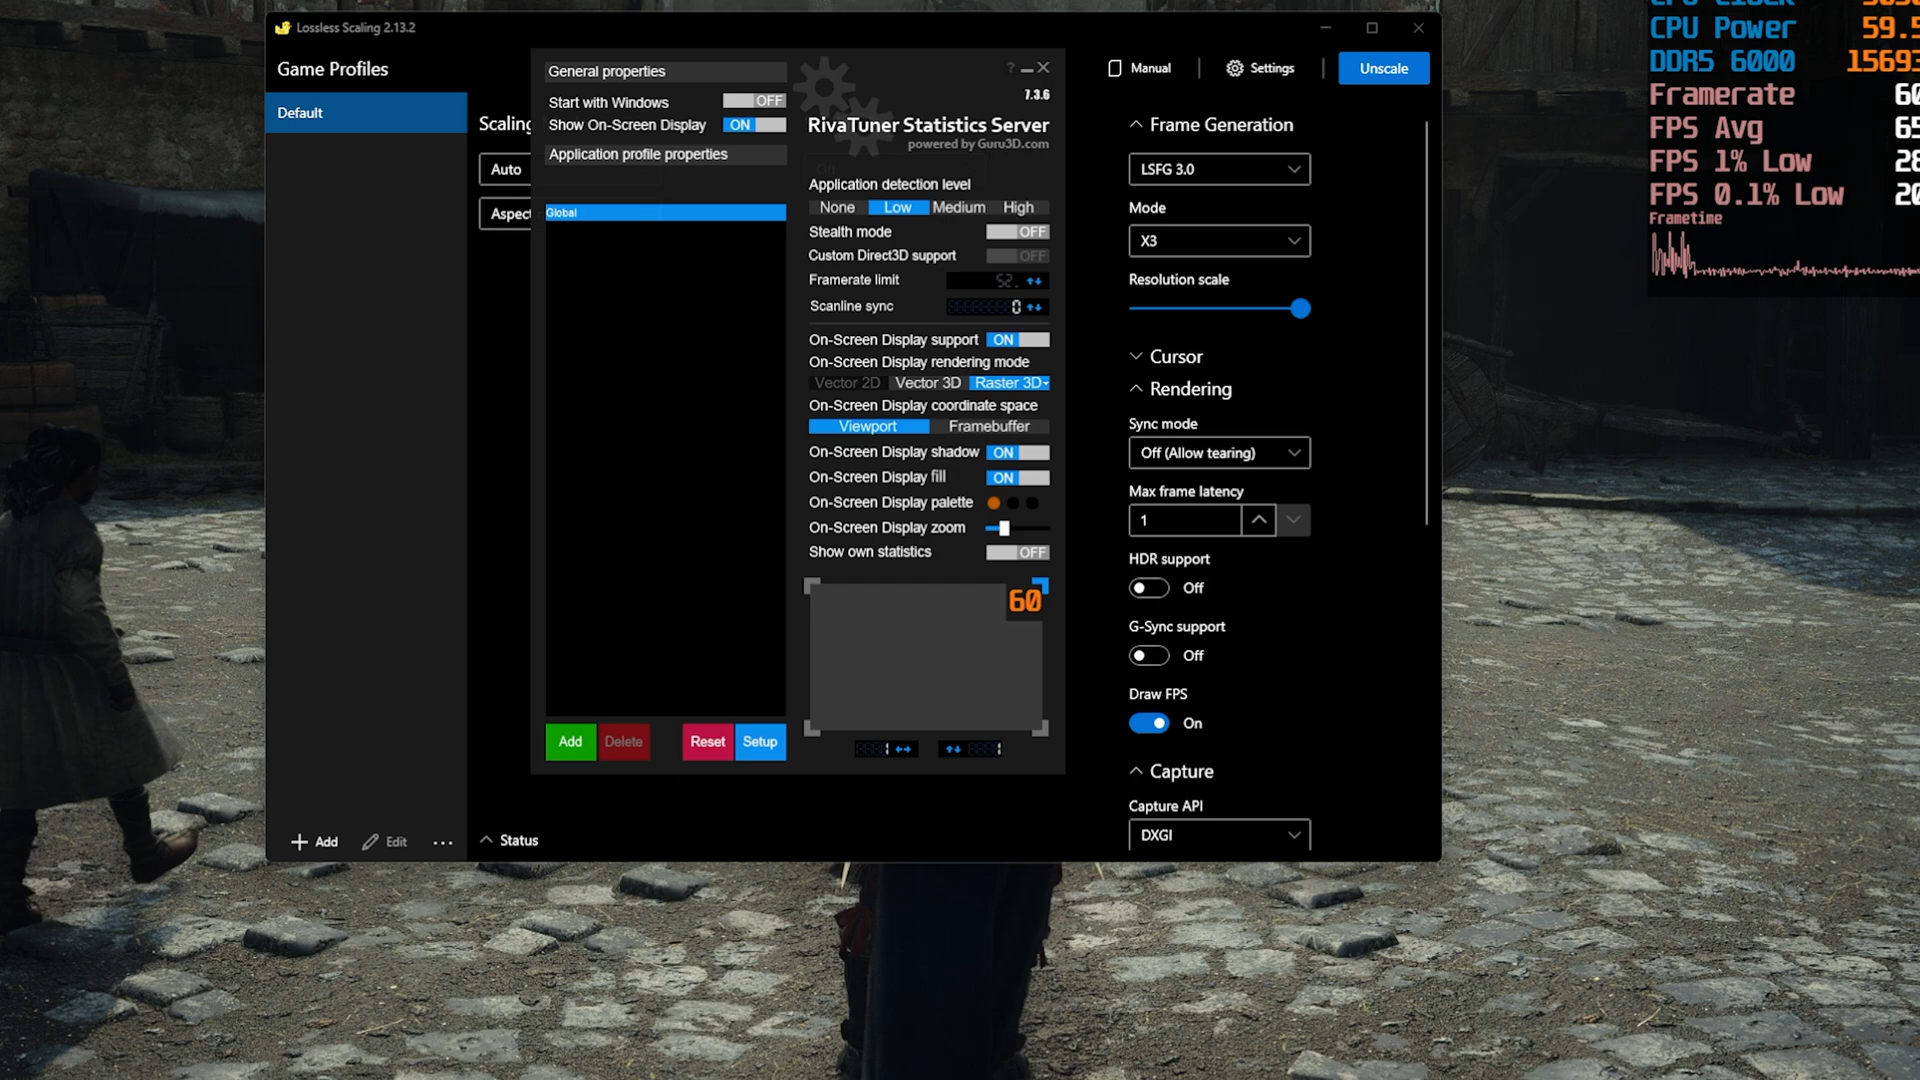 Lossless Scaling 2.13.2
Game Profiles
Default
Add
Edit
Scaling
Auto
Aspect
Status
General properties
Start with Windows OFF
Show On-Screen Display ON
Application profile properties
Global
Add
Delete
Reset
Setup
?
7.3.6
RivaTuner Statistics Server
powered by Guru3D.com
Application detection level
None Low Medium High
Stealth mode OFF
Custom Direct3D support OFF
Framerate limit 52.
Scanline sync 0
On-Screen Display support ON
On-Screen Display rendering mode
Vector 2D Vector 3D Raster 3D
On-Screen Display coordinate space
Viewport Framebuffer
On-Screen Display shadow ON
On-Screen Display fill ON
On-Screen Display palette
On-Screen Display zoom
Show own statistics OFF
60
Manual
Settings
Unscale
Frame Generation
LSFG 3.0
Mode
X3
Resolution scale
Cursor
Rendering
Sync mode
Off (Allow tearing)
Max frame latency
1
HDR support
Off
G-Sync support
Off
Draw FPS
On
Capture
Capture API
DXGI
CPU Power 59.5
DDR5 6000 15693
Framerate 60
FPS Avg 65
FPS 1% Low 28
FPS 0.1% Low 20
Frametime